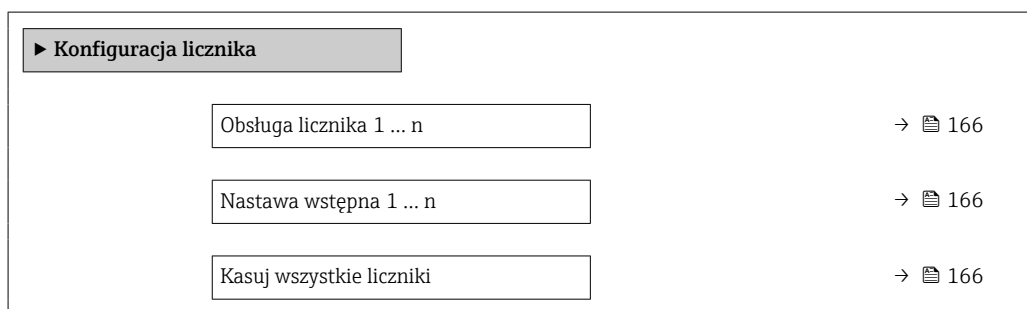 ▶ Konfiguracja licznika
Obsługa licznika 1 … n → 166
Nastawa wstępna 1 … n → 166
Kasuj wszystkie liczniki → 166